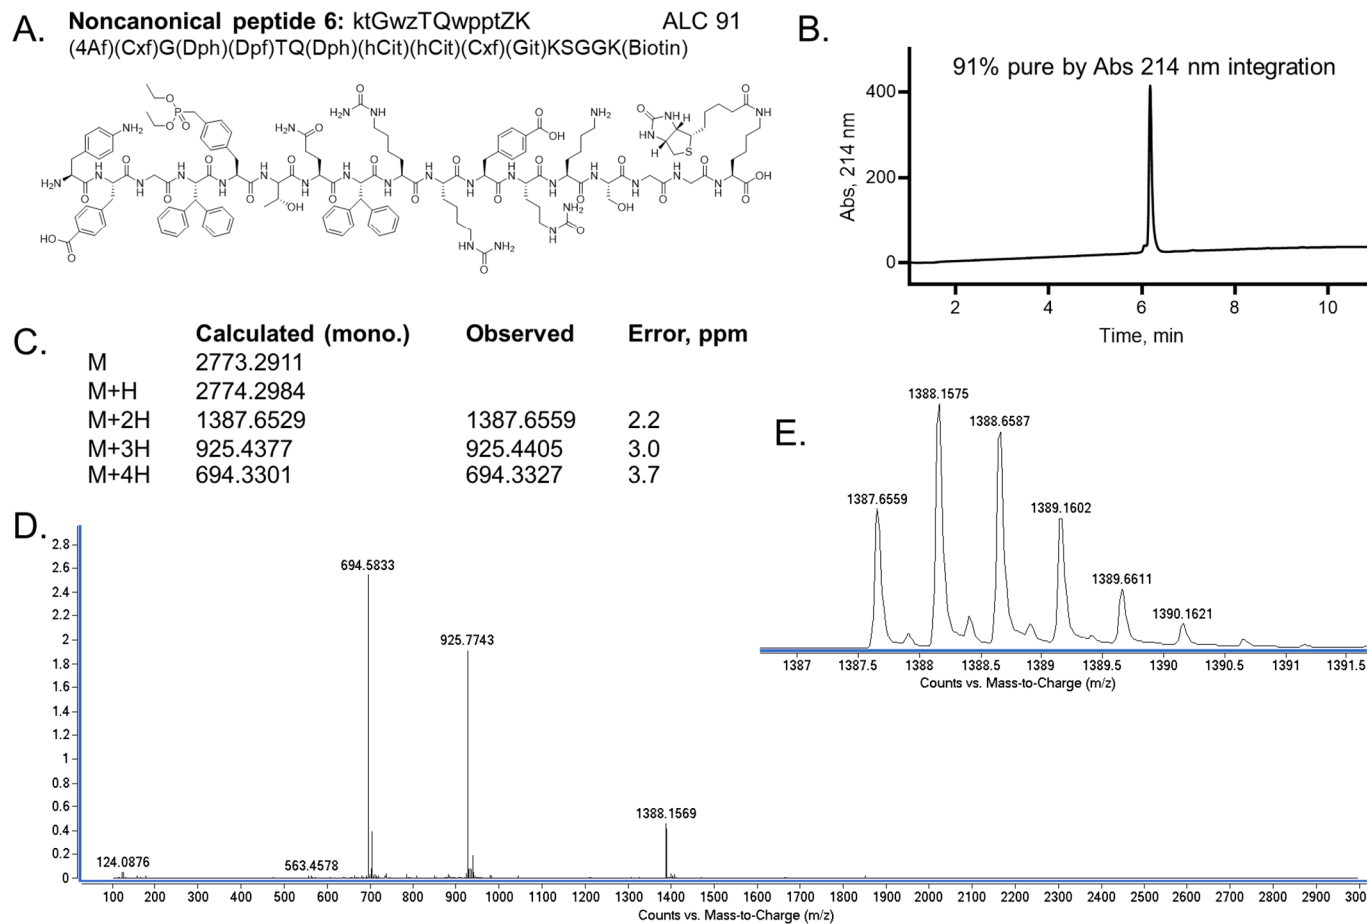 A.
Noncanonical peptide 6: ktGwzTQwpptZK
ALC 91
(4Af)(Cxf)G(Dph)(Dpf)TQ(Dph)(hCit)(hCit)(Cxf)(Git)KSGGK(Biotin)
B.
91% pure by Abs 214 nm integration
Abs, 214 nm
400
200
0
2 4 6 8 10
Time, min
C.
Calculated (mono.) Observed Error, ppm
M 2773.2911
M+H 2774.2984
M+2H 1387.6529 1387.6559 2.2
M+3H 925.4377 925.4405 3.0
M+4H 694.3301 694.3327 3.7
D.
2.8
2.6
2.4
2.2
2
1.8
1.6
1.4
1.2
1
0.8
0.6
0.4
0.2
0
694.5833
925.7743
1388.1569
124.0876
563.4578
100 200 300 400 500 600 700 800 900 1000 1100 1200 1300 1400 1500 1600 1700 1800 1900 2000 2100 2200 2300 2400 2500 2600 2700 2800 2900 300
Counts vs. Mass-to-Charge (m/z)
E.
1388.1575
1388.6587
1387.6559
1389.1602
1389.6611
1390.1621
1387 1387.5 1388 1388.5 1389 1389.5 1390 1390.5 1391 1391.5
Counts vs. Mass-to-Charge (m/z)